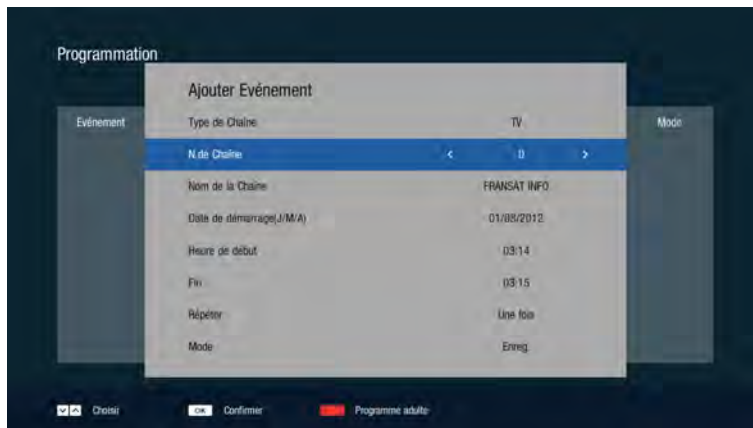 Programmation
Ajouter Evénement
Evénement
Type de Chaîne TV
Mode
N.de Chaîne < 0 >
Nom de la Chaîne FRANSAT INFO
Date de démarrage(J/M/A) 01/08/2012
Heure de début 03:14
Fin 03:15
Répéter Une fois
Mode Enreg.
Choisir OK Confirmer Programme adulte